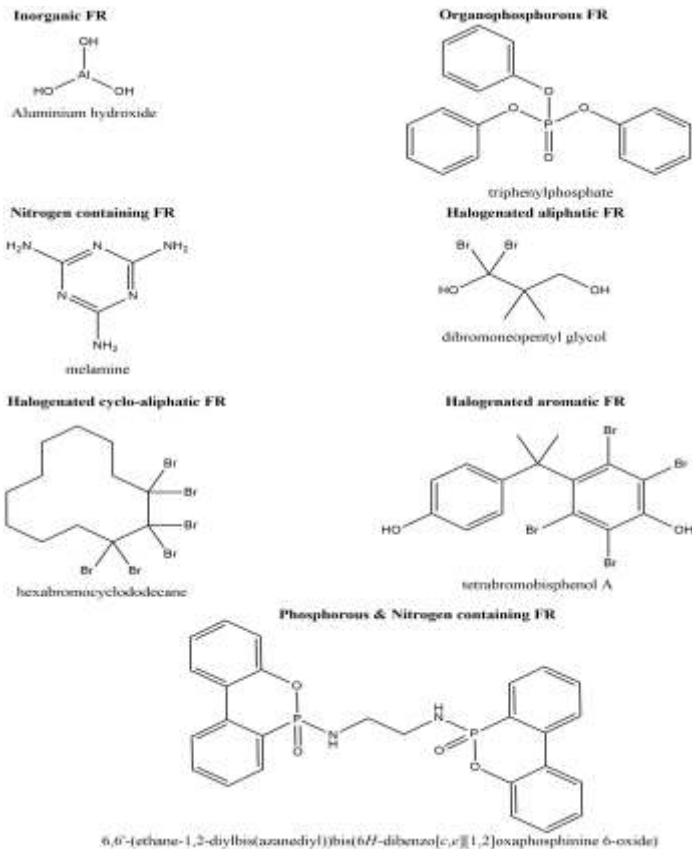 Inorganic FR
OH
Al
HO
OH
Aluminium hydroxide
Organophosphorous FR
O
O
P
O
O
triphenylphosphate
Nitrogen containing FR
H₂N
N
NH₂
N
N
NH₂
melamine
Halogenated aliphatic FR
Br
Br
HO
OH
dibromoneopentyl glycol
Halogenated cyclo-aliphatic FR
Br
Br
Br
Br
Br
Br
hexabromocyclododecane
Halogenated aromatic FR
Br
Br
HO
Br
OH
Br
tetrabromobisphenol A
Phosphorous & Nitrogen containing FR
O
P
O
N
H
H
N
P
O
O
6,6'-(ethane-1,2-diylbis(azanediyl))bis(6H-dibenzo[c,e][1,2]oxaphosphinine 6-oxide)